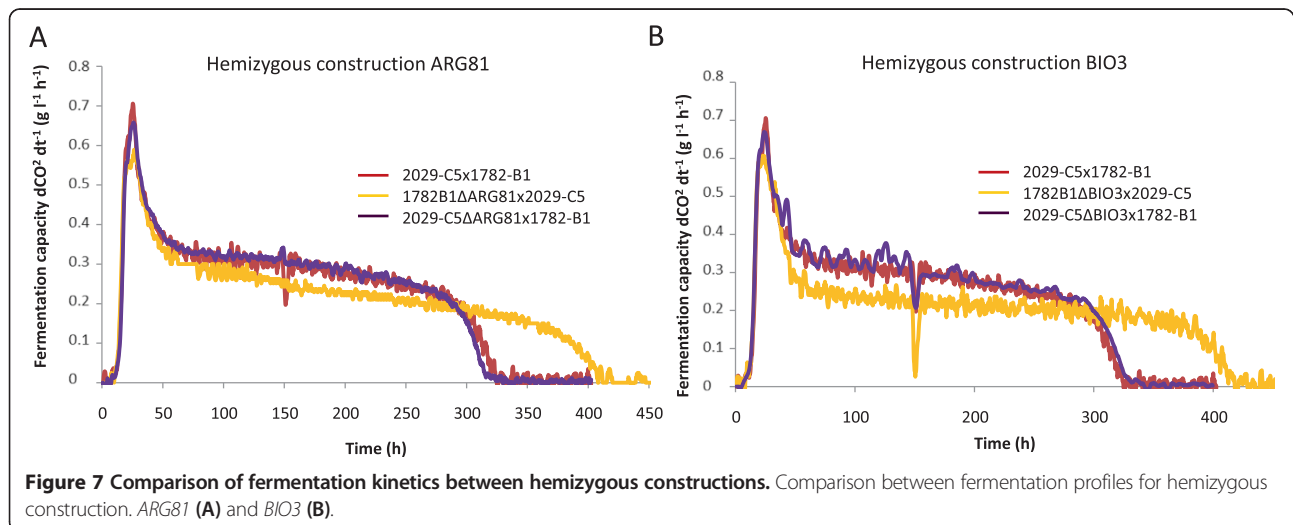 A
Hemizygous construction ARG81
Fermentation capacity dCO² dt⁻¹ (g l⁻¹ h⁻¹)
0.8
0.7
0.6
0.5
0.4
0.3
0.2
0.1
0
2029-C5x1782-B1
1782B1ΔARG81x2029-C5
2029-C5ΔARG81x1782-B1
0 50 100 150 200 250 300 350 400 450
Time (h)
B
Hemizygous construction BIO3
Fermentation capacity dCO² dt⁻¹ (g l⁻¹ h⁻¹)
0.8
0.7
0.6
0.5
0.4
0.3
0.2
0.1
0
2029-C5x1782-B1
1782B1ΔBIO3x2029-C5
2029-C5ΔBIO3x1782-B1
0 100 200 300 400
Time (h)
Figure 7 Comparison of fermentation kinetics between hemizygous constructions. Comparison between fermentation profiles for hemizygous
construction. ARG81 (A) and BIO3 (B).